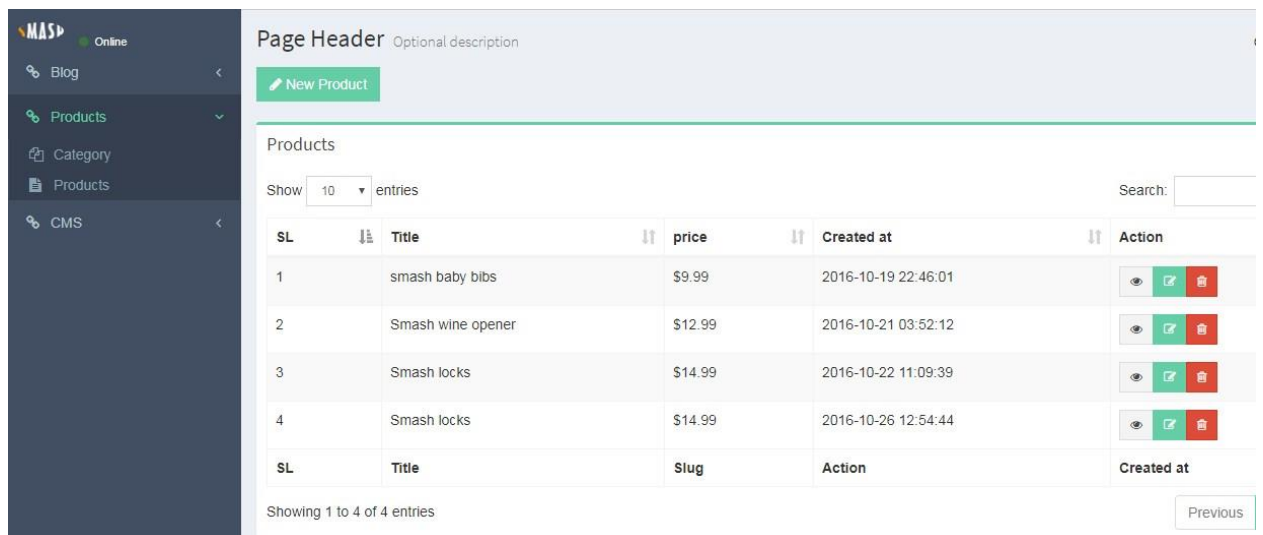 SMASH
Online
Blog
Products
Category
Products
CMS
Page Header Optional description
New Product
Products
Show 10 entries
Search:
SL Title price Created at Action
1 smash baby bibs $9.99 2016-10-19 22:46:01
2 Smash wine opener $12.99 2016-10-21 03:52:12
3 Smash locks $14.99 2016-10-22 11:09:39
4 Smash locks $14.99 2016-10-26 12:54:44
SL Title Slug Action Created at
Showing 1 to 4 of 4 entries
Previous